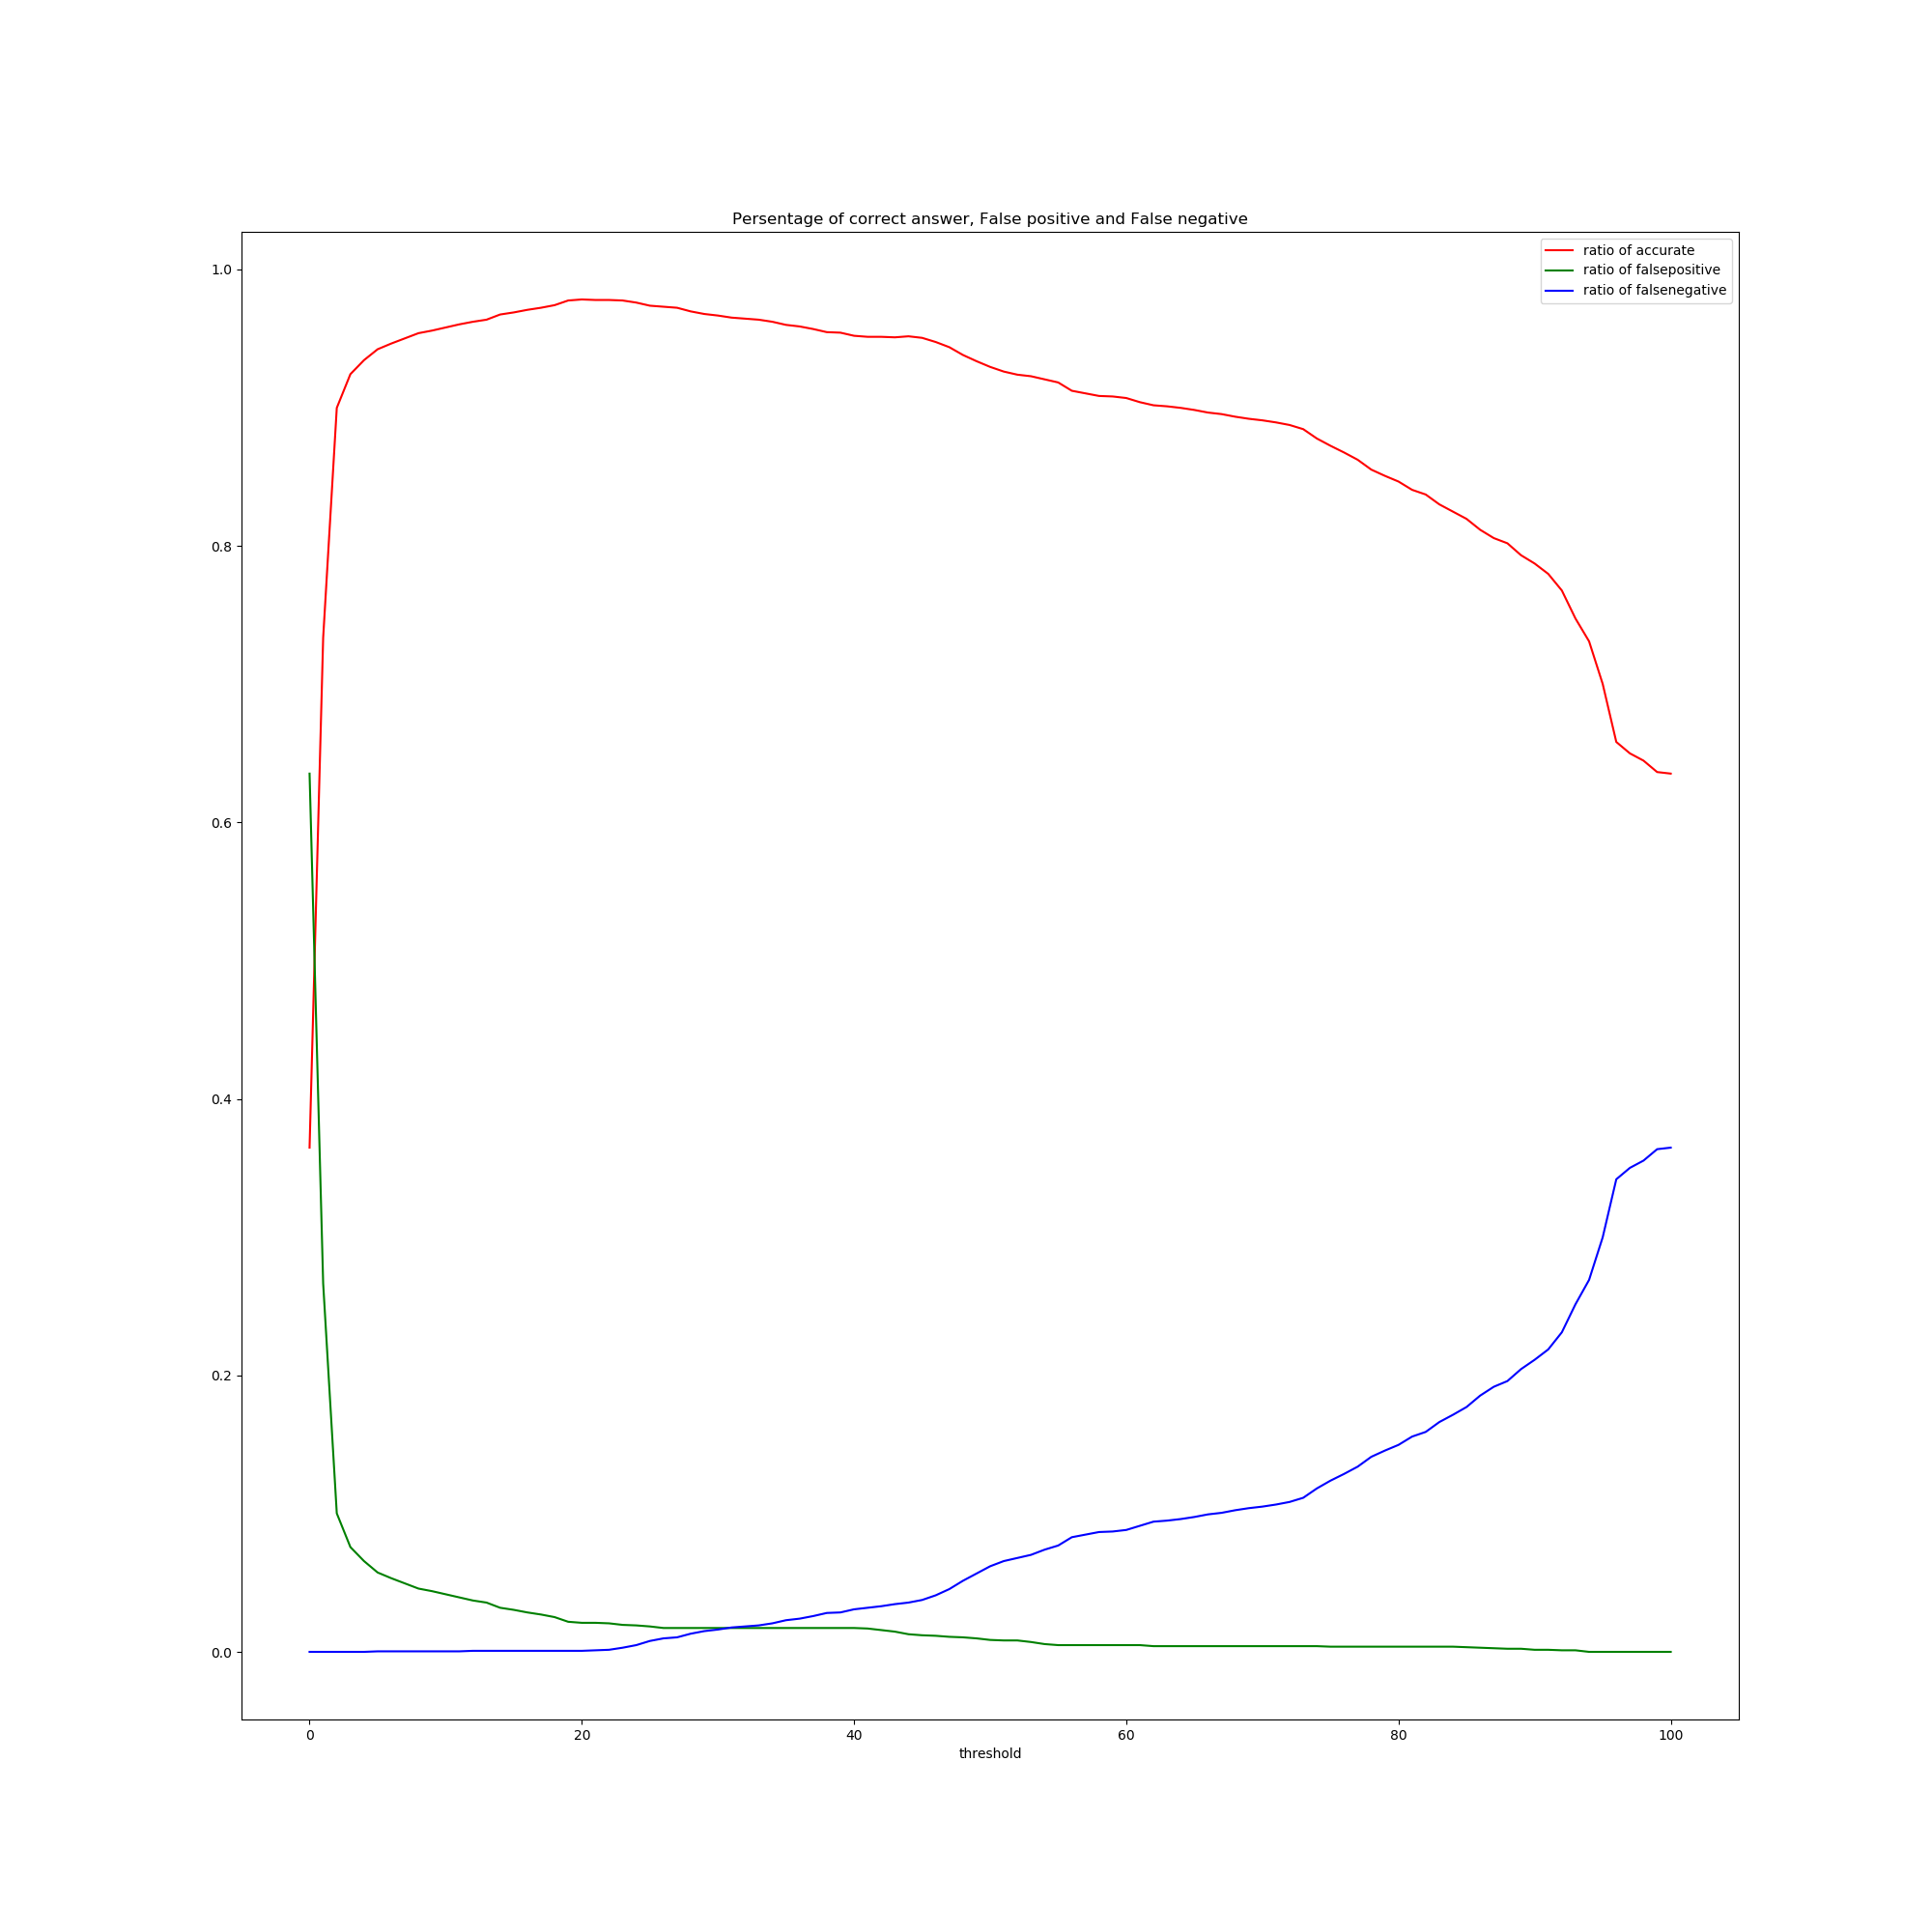 Persentage of correct answer, False positive and False negative
ratio of accurate
ratio of falsepositive
ratio of falsenegative
1.0
0.8
0.6
0.4
0.2
0.0
0 20 40 60 80 100
threshold